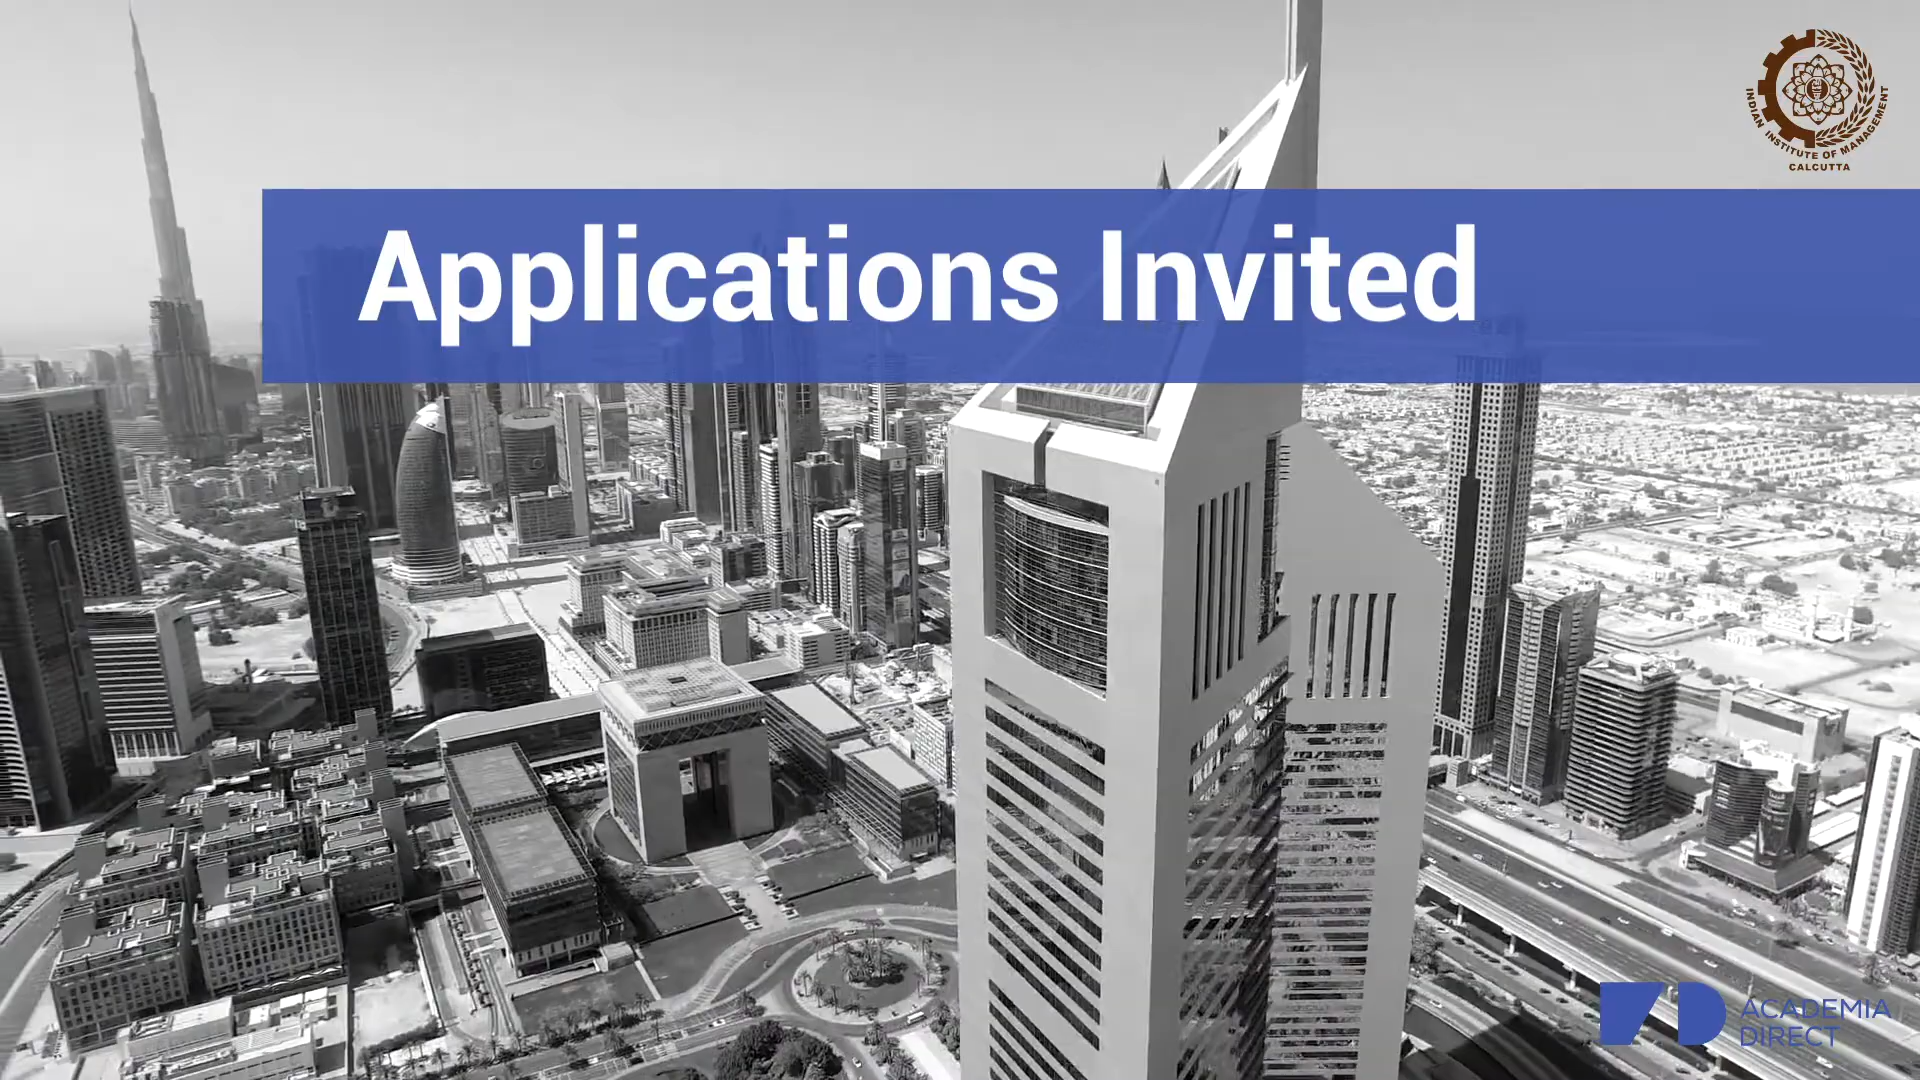 INDIAN INSTITUTE OF MANAGEMENT
CALCUTTA
Applications Invited
ACADEMIA
DIRECT